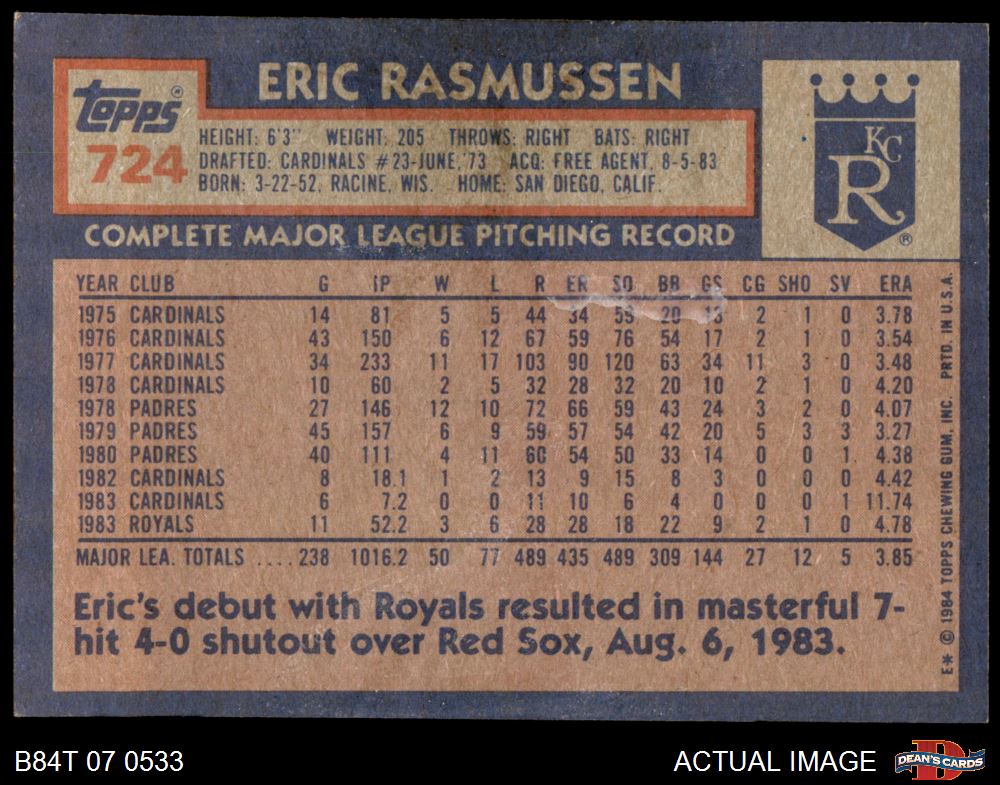 ERIC RASMUSSEN
Topps®
724
HEIGHT: 6'3" WEIGHT: 205 THROWS: RIGHT BATS: RIGHT
DRAFTED: CARDINALS #23-JUNE,'73 ACQ: FREE AGENT, 8-5-83
BORN: 3-22-52, RACINE, WIS. HOME: SAN DIEGO, CALIF.
KC
R
®
COMPLETE MAJOR LEAGUE PITCHING RECORD
YEAR CLUB G IP W L R ER SO BB GS CG SHO SV ERA
1975 CARDINALS 14 81 5 5 44 34 59 20 13 2 1 0 3.78
1976 CARDINALS 43 150 6 12 67 59 76 54 17 2 1 0 3.54
1977 CARDINALS 34 233 11 17 103 90 120 63 34 11 3 0 3.48
1978 CARDINALS 10 60 2 5 32 28 32 20 10 2 1 0 4.20
1978 PADRES 27 146 12 10 72 66 59 43 24 3 2 0 4.07
1979 PADRES 45 157 6 9 59 57 54 42 20 5 3 3 3.27
1980 PADRES 40 111 4 11 60 54 50 33 14 0 0 1 4.38
1982 CARDINALS 8 18.1 1 2 13 9 15 8 3 0 0 0 4.42
1983 CARDINALS 6 7.2 0 0 11 10 6 4 0 0 0 1 11.74
1983 ROYALS 11 52.2 3 6 28 28 18 22 9 2 1 0 4.78
MAJOR LEA. TOTALS ....238 1016.2 50 77 489 435 489 309 144 27 12 5 3.85
Eric's debut with Royals resulted in masterful 7-
hit 4-0 shutout over Red Sox, Aug. 6, 1983.
E* © 1984 TOPPS CHEWING GUM, INC. PRTD. IN U.S.A.
B84T 07 0533
ACTUAL IMAGE
D
DEAN'S CARDS